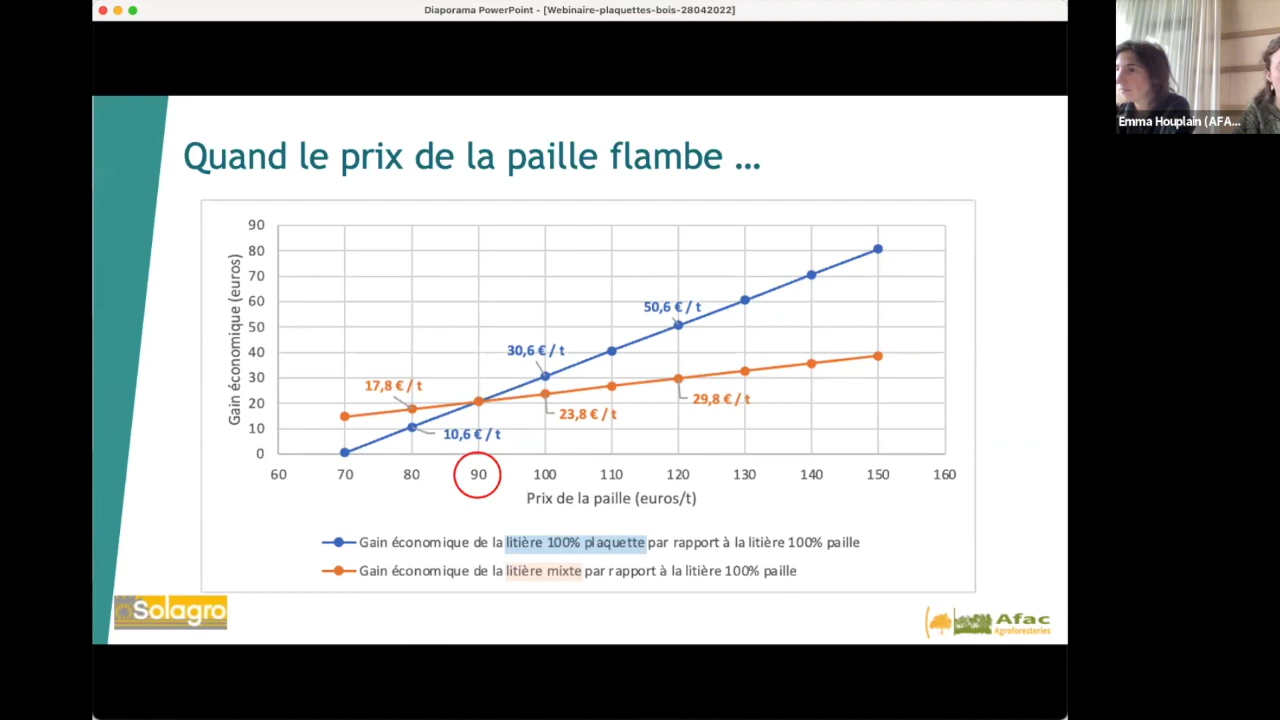 Diaporama PowerPoint - [Webinaire-plaquettes-bois-28042022]
Emma Houplain (AFA...
Quand le prix de la paille flambe ...
Gain économique (euros)
90
80
70
60
50
40
30
20
10
0
50,6 € / t
30,6 € / t
17,8 € / t
29,8 € / t
23,8 € / t
10,6 € / t
60 70 80 90 100 110 120 130 140 150 160
Prix de la paille (euros/t)
Gain économique de la litière 100% plaquette par rapport à la litière 100% paille
Gain économique de la litière mixte par rapport à la litière 100% paille
Solagro
Afac
Agroforesteries